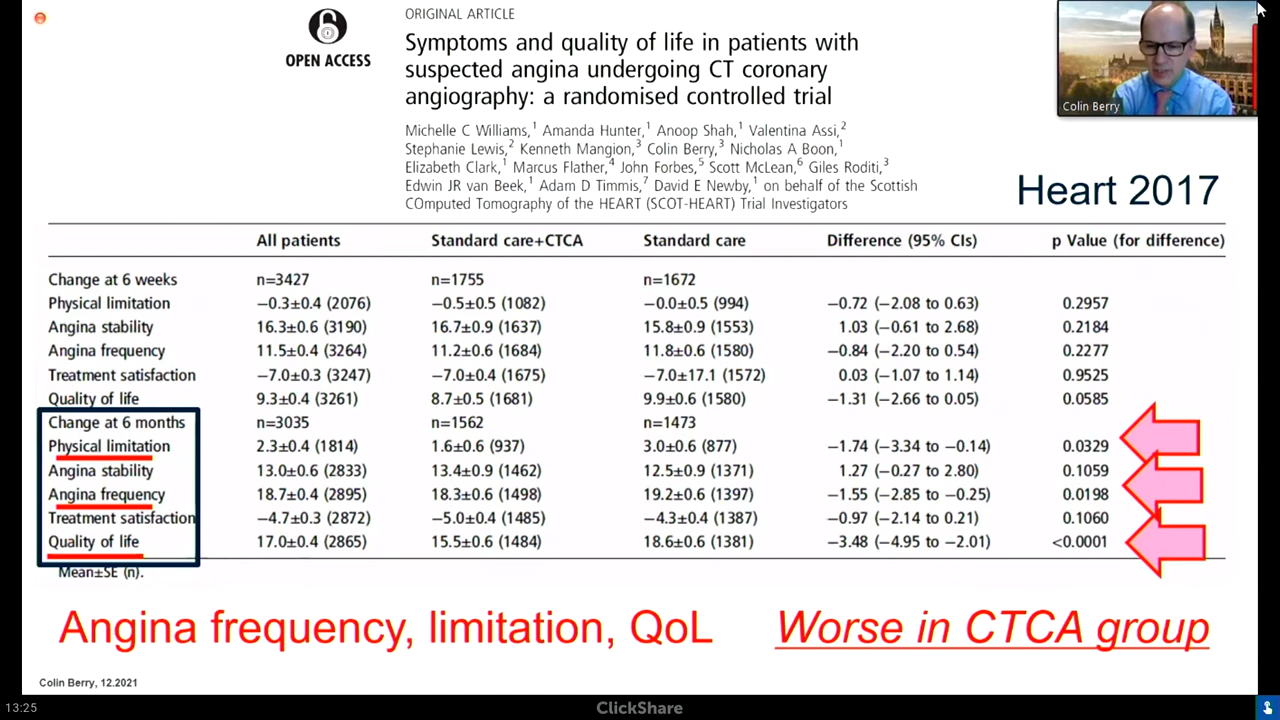 OPEN ACCESS
ORIGINAL ARTICLE
Symptoms and quality of life in patients with
suspected angina undergoing CT coronary
angiography: a randomised controlled trial
Michelle C Williams,¹ Amanda Hunter,¹ Anoop Shah,¹ Valentina Assi,²
Stephanie Lewis,² Kenneth Mangion,³ Colin Berry,³ Nicholas A Boon,¹
Elizabeth Clark,¹ Marcus Flather,⁴ John Forbes,⁵ Scott McLean,⁶ Giles Roditi,³
Edwin JR van Beek,¹ Adam D Timmis,⁷ David E Newby,¹ on behalf of the Scottish
COmputed Tomography of the HEART (SCOT-HEART) Trial Investigators
Colin Berry
Heart 2017
All patients Standard care+CTCA Standard care Difference (95% CIs) p Value (for difference)
Change at 6 weeks n=3427 n=1755 n=1672
Physical limitation −0.3±0.4 (2076) −0.5±0.5 (1082) −0.0±0.5 (994) −0.72 (−2.08 to 0.63) 0.2957
Angina stability 16.3±0.6 (3190) 16.7±0.9 (1637) 15.8±0.9 (1553) 1.03 (−0.61 to 2.68) 0.2184
Angina frequency 11.5±0.4 (3264) 11.2±0.6 (1684) 11.8±0.6 (1580) −0.84 (−2.20 to 0.54) 0.2277
Treatment satisfaction −7.0±0.3 (3247) −7.0±0.4 (1675) −7.0±17.1 (1572) 0.03 (−1.07 to 1.14) 0.9525
Quality of life 9.3±0.4 (3261) 8.7±0.5 (1681) 9.9±0.6 (1580) −1.31 (−2.66 to 0.05) 0.0585
Change at 6 months n=3035 n=1562 n=1473
Physical limitation 2.3±0.4 (1814) 1.6±0.6 (937) 3.0±0.6 (877) −1.74 (−3.34 to −0.14) 0.0329
Angina stability 13.0±0.6 (2833) 13.4±0.9 (1462) 12.5±0.9 (1371) 1.27 (−0.27 to 2.80) 0.1059
Angina frequency 18.7±0.4 (2895) 18.3±0.6 (1498) 19.2±0.6 (1397) −1.55 (−2.85 to −0.25) 0.0198
Treatment satisfaction −4.7±0.3 (2872) −5.0±0.4 (1485) −4.3±0.4 (1387) −0.97 (−2.14 to 0.21) 0.1060
Quality of life 17.0±0.4 (2865) 15.5±0.6 (1484) 18.6±0.6 (1381) −3.48 (−4.95 to −2.01) <0.0001
Mean±SE (n).
Angina frequency, limitation, QoL Worse in CTCA group
Colin Berry, 12.2021
13:25 ClickShare